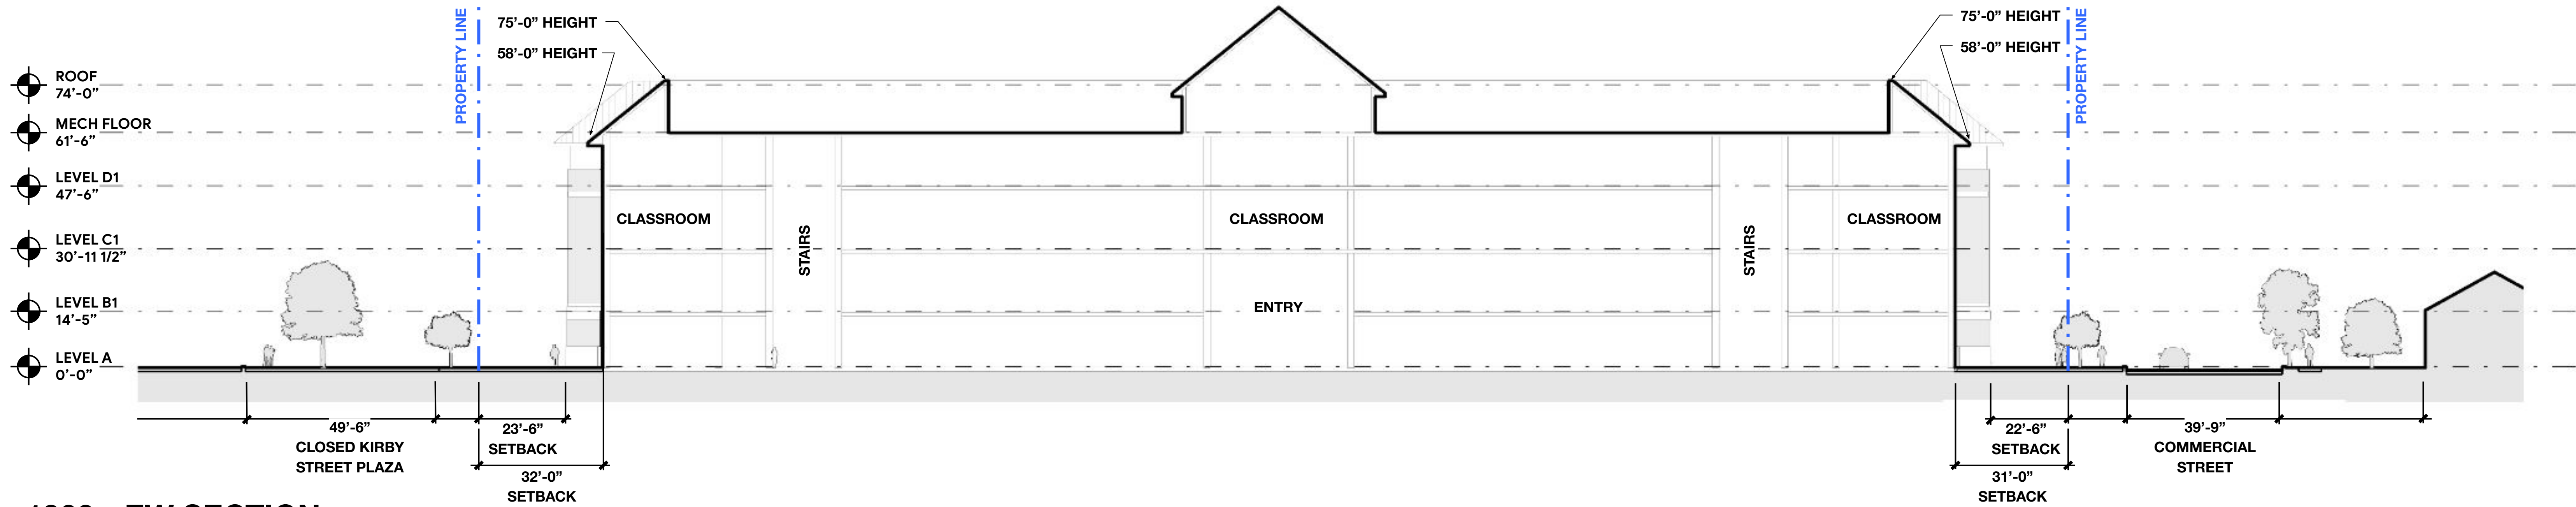 PROPERTY LINE
75’-0” HEIGHT
58’-0” HEIGHT
75’-0” HEIGHT
58’-0” HEIGHT
PROPERTY LINE
ROOF
74’-0”
MECH FLOOR
61’-6”
LEVEL D1
47’-6”
LEVEL C1
30’-11 1/2”
LEVEL B1
14’-5”
LEVEL A
0’-0”
CLASSROOM
STAIRS
CLASSROOM
ENTRY
STAIRS
CLASSROOM
49’-6”
CLOSED KIRBY
STREET PLAZA
23’-6”
SETBACK
32’-0”
SETBACK
22’-6”
SETBACK
31’-0”
SETBACK
39’-9”
COMMERCIAL
STREET
EW SECTION